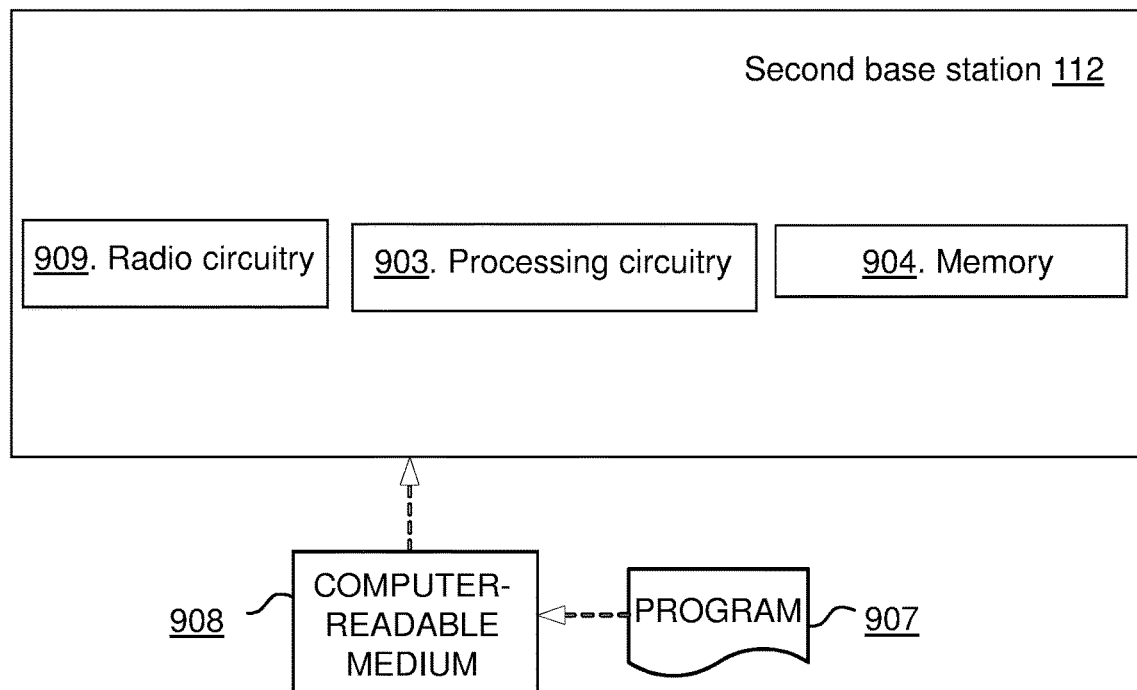 Second base station 112
909. Radio circuitry
903. Processing circuitry
904. Memory
COMPUTER-
READABLE
MEDIUM
908
PROGRAM
907